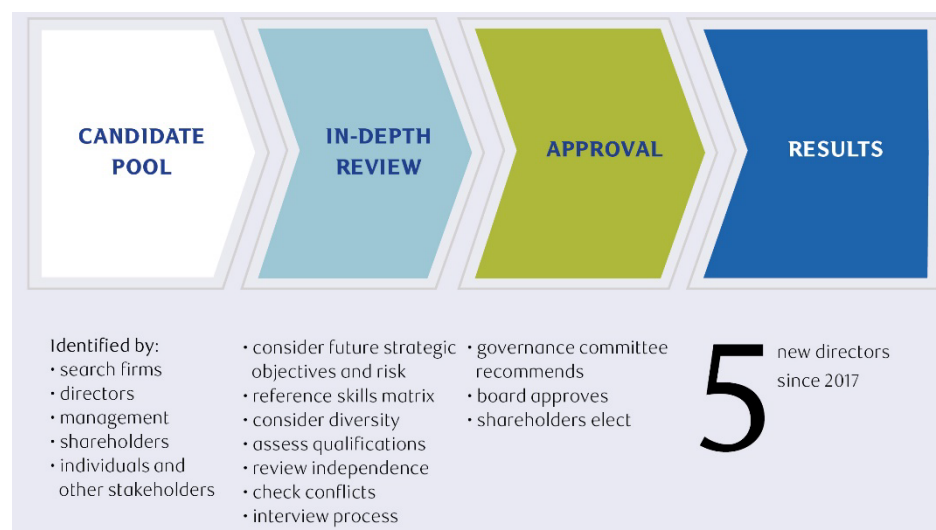 CANDIDATE
POOL
IN-DEPTH
REVIEW
APPROVAL
RESULTS
Identified by:
• search firms
• directors
• management
• shareholders
• individuals and
other stakeholders
• consider future strategic
objectives and risk
• reference skills matrix
• consider diversity
• assess qualifications
• review independence
• check conflicts
• interview process
• governance committee
recommends
• board approves
• shareholders elect
5
new directors
since 2017